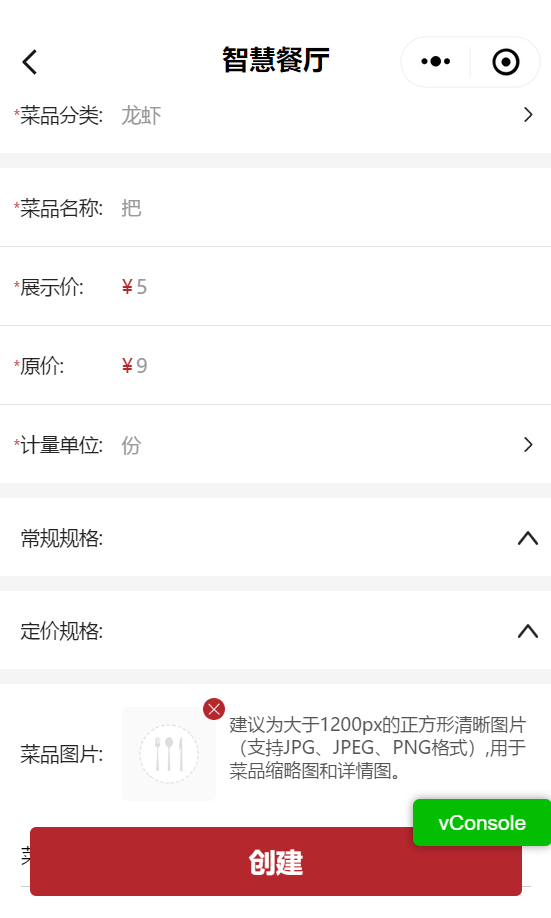 智慧餐厅
*菜品分类: 龙虾
*菜品名称: 把
*展示价: ¥5
*原价: ¥9
*计量单位: 份
常规规格:
定价规格:
菜品图片:
建议为大于1200px的正方形清晰图片
（支持JPG、JPEG、PNG格式）,用于
菜品缩略图和详情图。
vConsole
创建